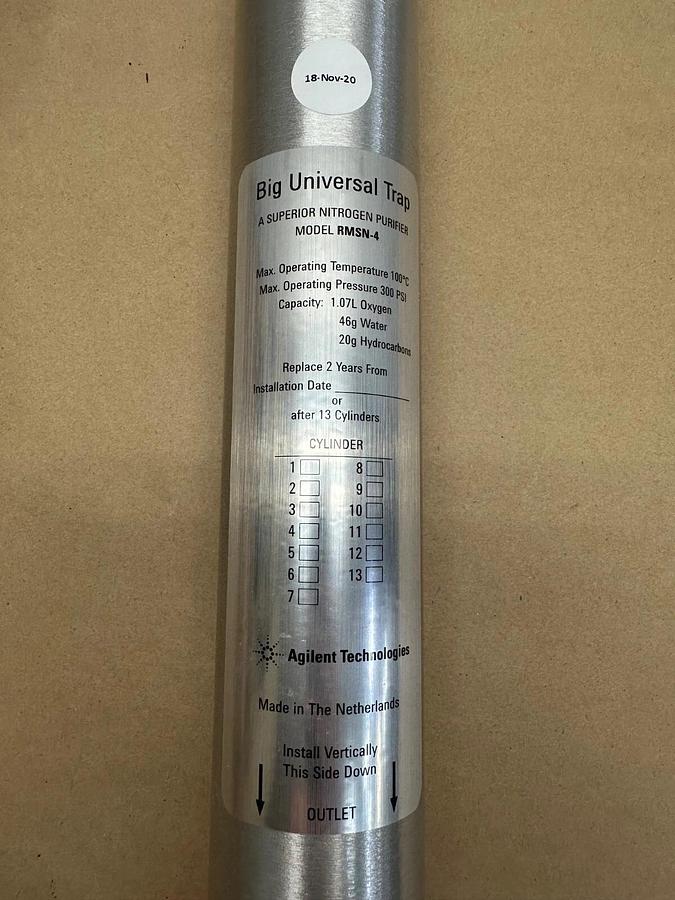 18-Nov-20
Big Universal Trap
A SUPERIOR NITROGEN PURIFIER
MODEL RMSN-4
Max. Operating Temperature 100°C
Max. Operating Pressure 300 PSI
Capacity: 1.07L Oxygen
46g Water
20g Hydrocarbons
Replace 2 Years From
Installation Date
or
after 13 Cylinders
CYLINDER
1 8
2 9
3 10
4 11
5 12
6 13
7
Agilent Technologies
Made in The Netherlands
Install Vertically
This Side Down
OUTLET